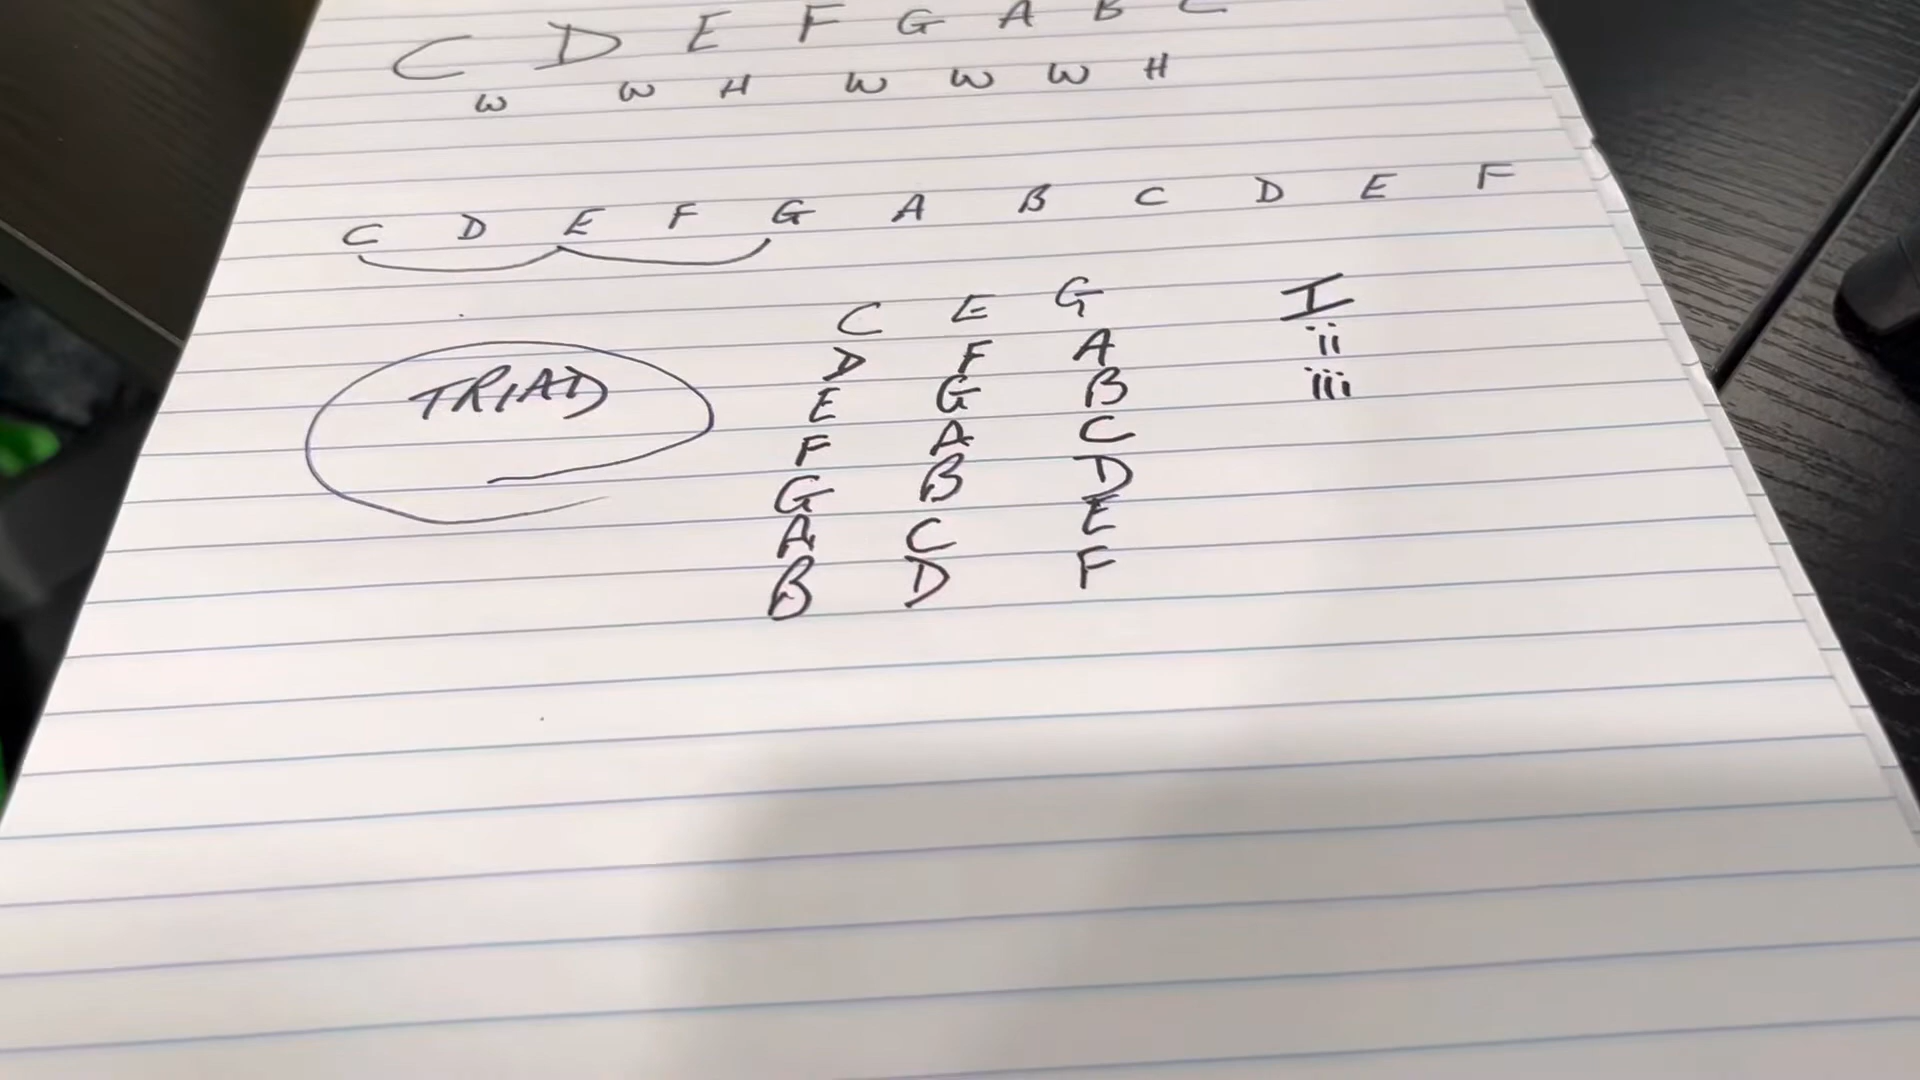 C D E F G A B C
W W H W W W H
C D E F G A B C D E F
C E G I
D F A ii
TRIAD
E G B iii
F A C
G B D
A C E
B D F